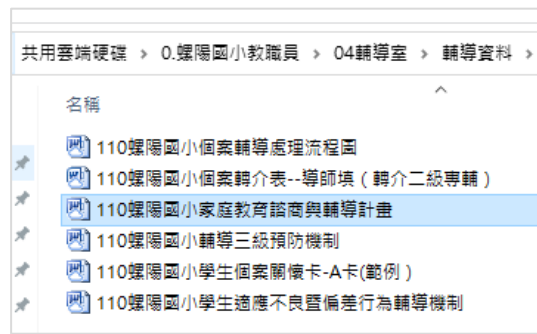 共用雲端硬碟 > 0.螺陽國小教職員 > 04輔導室 > 輔導資料 >
名稱
110螺陽國小個案輔導處理流程圖
110螺陽國小個案轉介表--導師填（轉介二級專輔）
110螺陽國小家庭教育諮商與輔導計畫
110螺陽國小輔導三級預防機制
110螺陽國小學生個案關懷卡-A卡(範例）
110螺陽國小學生適應不良暨偏差行為輔導機制